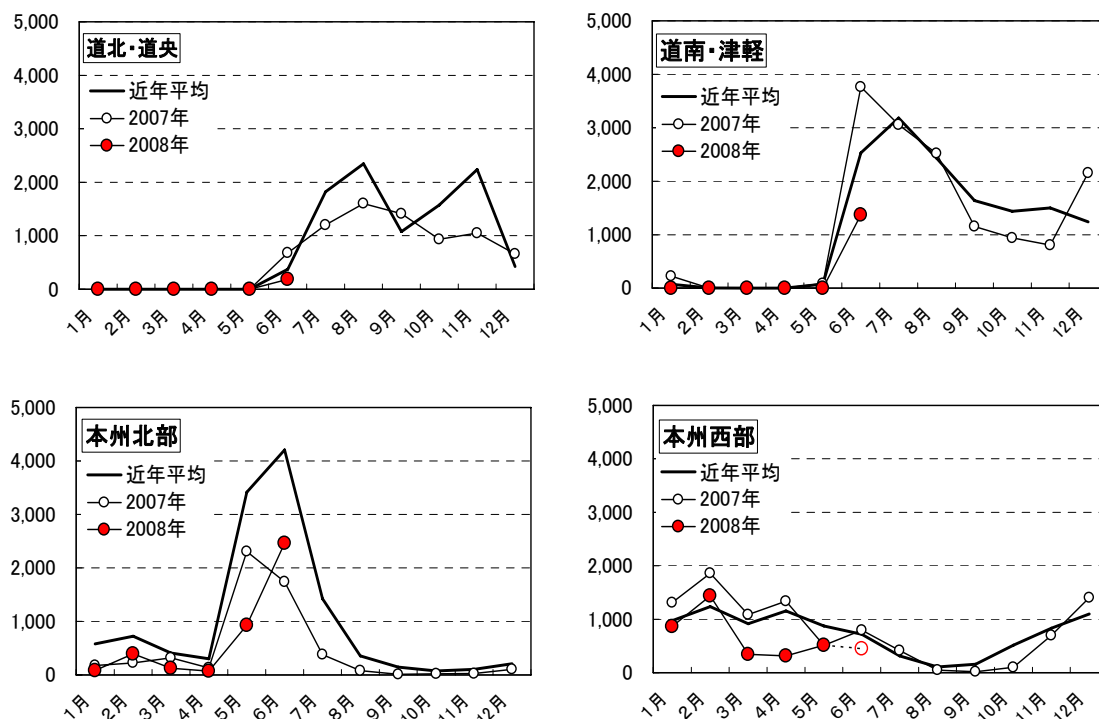 5,000
4,000
3,000
2,000
1,000
0
道北・道央
近年平均
2007年
2008年
1月 2月 3月 4月 5月 6月 7月 8月 9月 10月 11月 12月
5,000
4,000
3,000
2,000
1,000
0
道南・津軽
近年平均
2007年
2008年
1月 2月 3月 4月 5月 6月 7月 8月 9月 10月 11月 12月
5,000
4,000
3,000
2,000
1,000
0
本州北部
近年平均
2007年
2008年
1月 2月 3月 4月 5月 6月 7月 8月 9月 10月 11月 12月
5,000
4,000
3,000
2,000
1,000
0
本州西部
近年平均
2007年
2008年
1月 2月 3月 4月 5月 6月 7月 8月 9月 10月 11月 12月